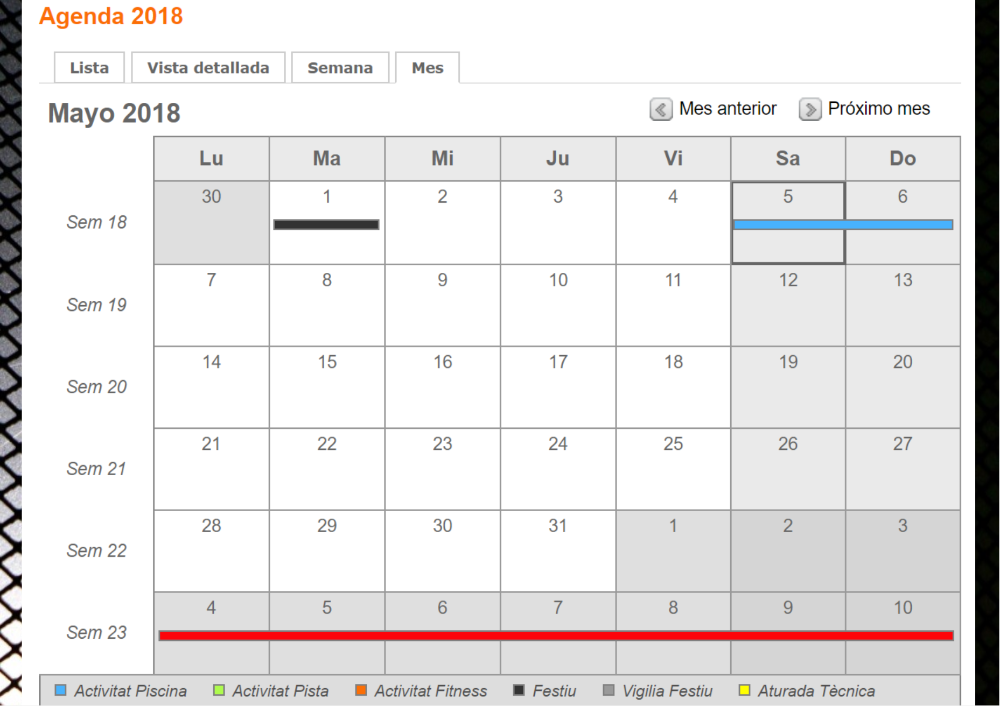 Agenda 2018
Lista Vista detallada Semana Mes
Mayo 2018 Mes anterior Próximo mes
Lu Ma Mi Ju Vi Sa Do
Sem 18 30 1 2 3 4 5 6
Sem 19 7 8 9 10 11 12 13
Sem 20 14 15 16 17 18 19 20
Sem 21 21 22 23 24 25 26 27
Sem 22 28 29 30 31 1 2 3
Sem 23 4 5 6 7 8 9 10
Activitat Piscina Activitat Pista Activitat Fitness Festiu Vigilia Festiu Aturada Tècnica